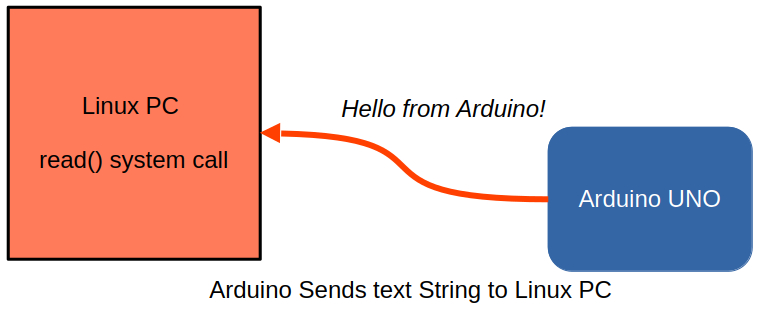 Linux PC
read() system call
Hello from Arduino!
Arduino UNO
Arduino Sends text String to Linux PC